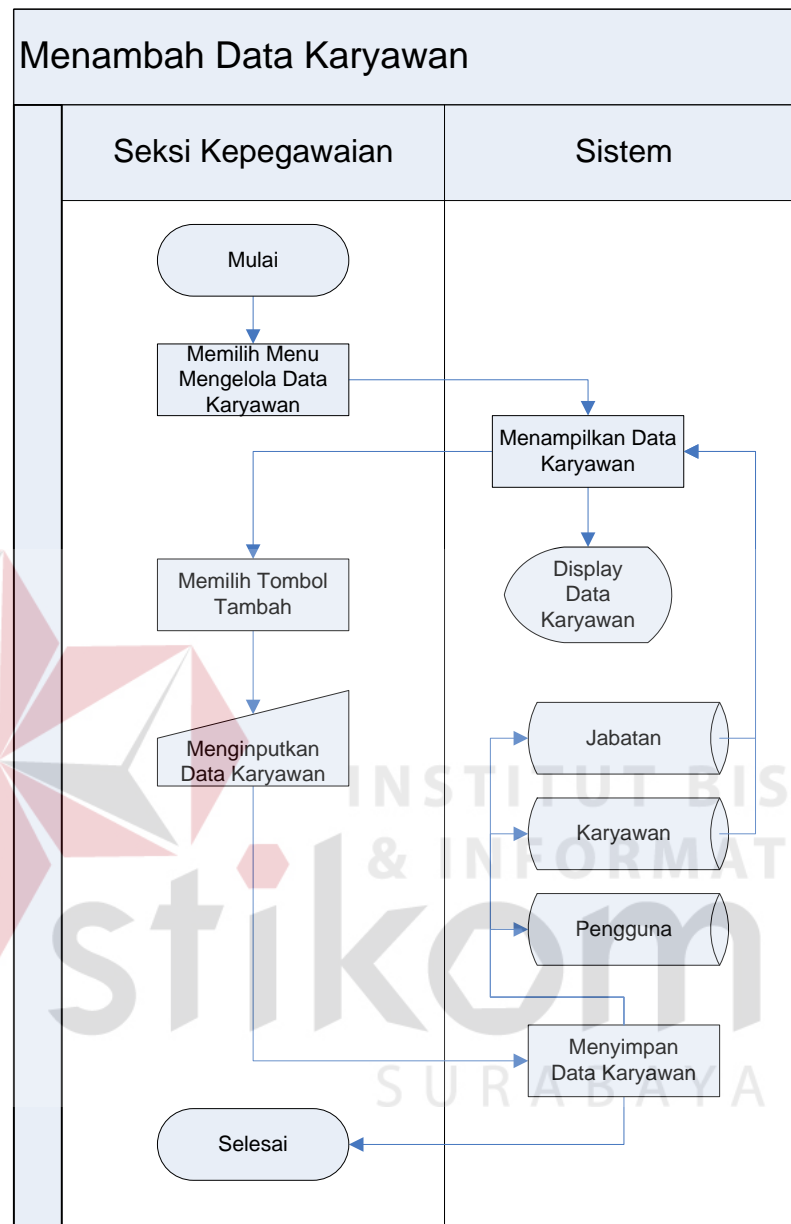 Menambah Data Karyawan
Seksi Kepegawaian
Sistem
Mulai
Memilih Menu
Mengelola Data
Karyawan
Menampilkan Data
Karyawan
Memilih Tombol
Tambah
Display
Data
Karyawan
Menginputkan
Data Karyawan
Jabatan
Karyawan
Pengguna
Menyimpan
Data Karyawan
Selesai
INSTITUT BIS
& INFORMAT
stikom
SURABAYA